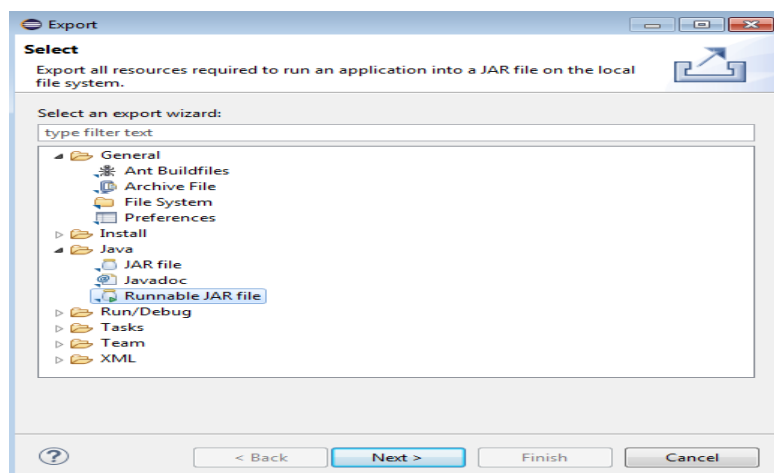 Export
Select
Export all resources required to run an application into a JAR file on the local
file system.
Select an export wizard:
type filter text
General
Ant Buildfiles
Archive File
File System
Preferences
Install
Java
JAR file
Javadoc
Runnable JAR file
Run/Debug
Tasks
Team
XML
? < Back Next > Finish Cancel